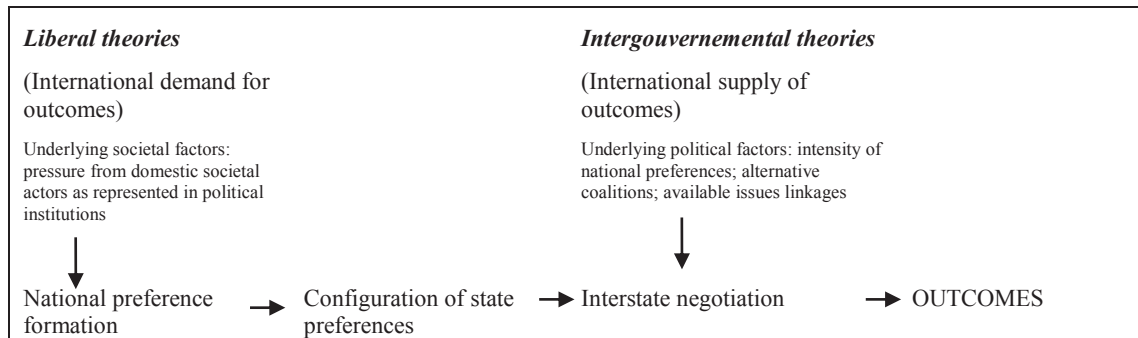 Liberal theories
(International demand for
outcomes)
Underlying societal factors:
pressure from domestic societal
actors as represented in political
institutions
Intergouvernemental theories
(International supply of
outcomes)
Underlying political factors: intensity of
national preferences; alternative
coalitions; available issues linkages
National preference
formation
Configuration of state
preferences
Interstate negotiation
OUTCOMES